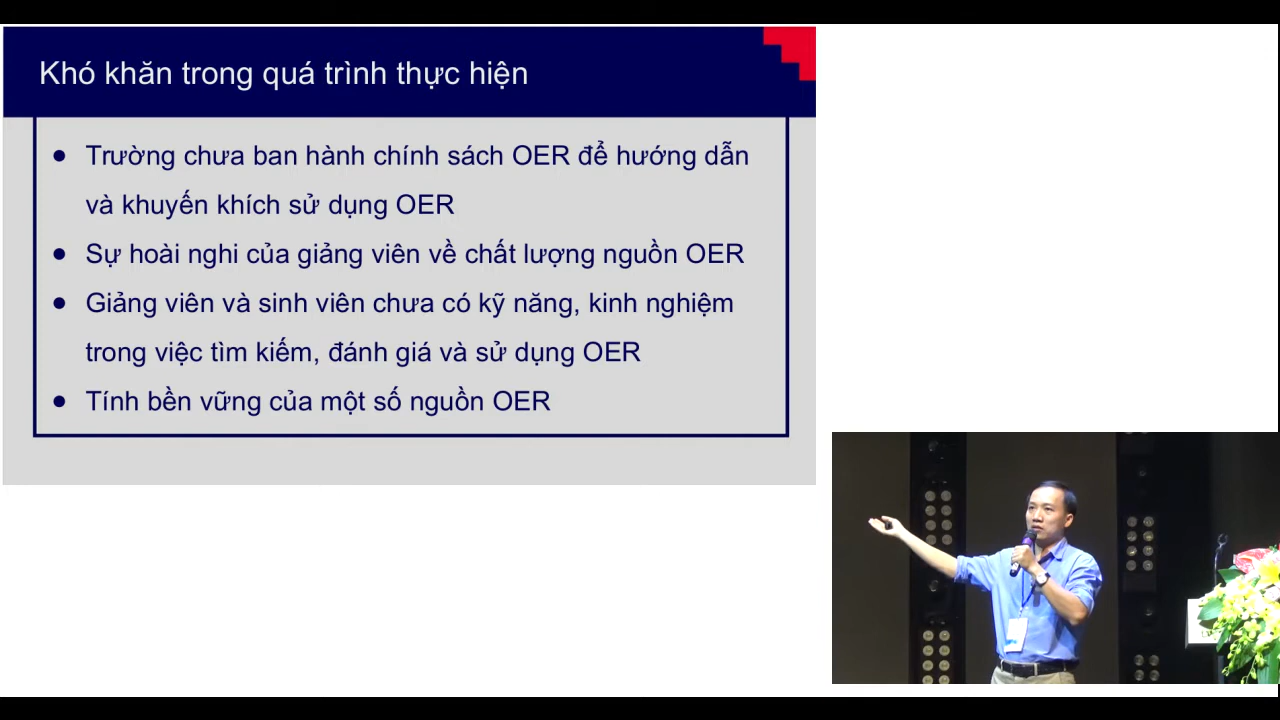 Khó khăn trong quá trình thực hiện
● Trường chưa ban hành chính sách OER để hướng dẫn
và khuyến khích sử dụng OER
● Sự hoài nghi của giảng viên về chất lượng nguồn OER
● Giảng viên và sinh viên chưa có kỹ năng, kinh nghiệm
trong việc tìm kiếm, đánh giá và sử dụng OER
● Tính bền vững của một số nguồn OER